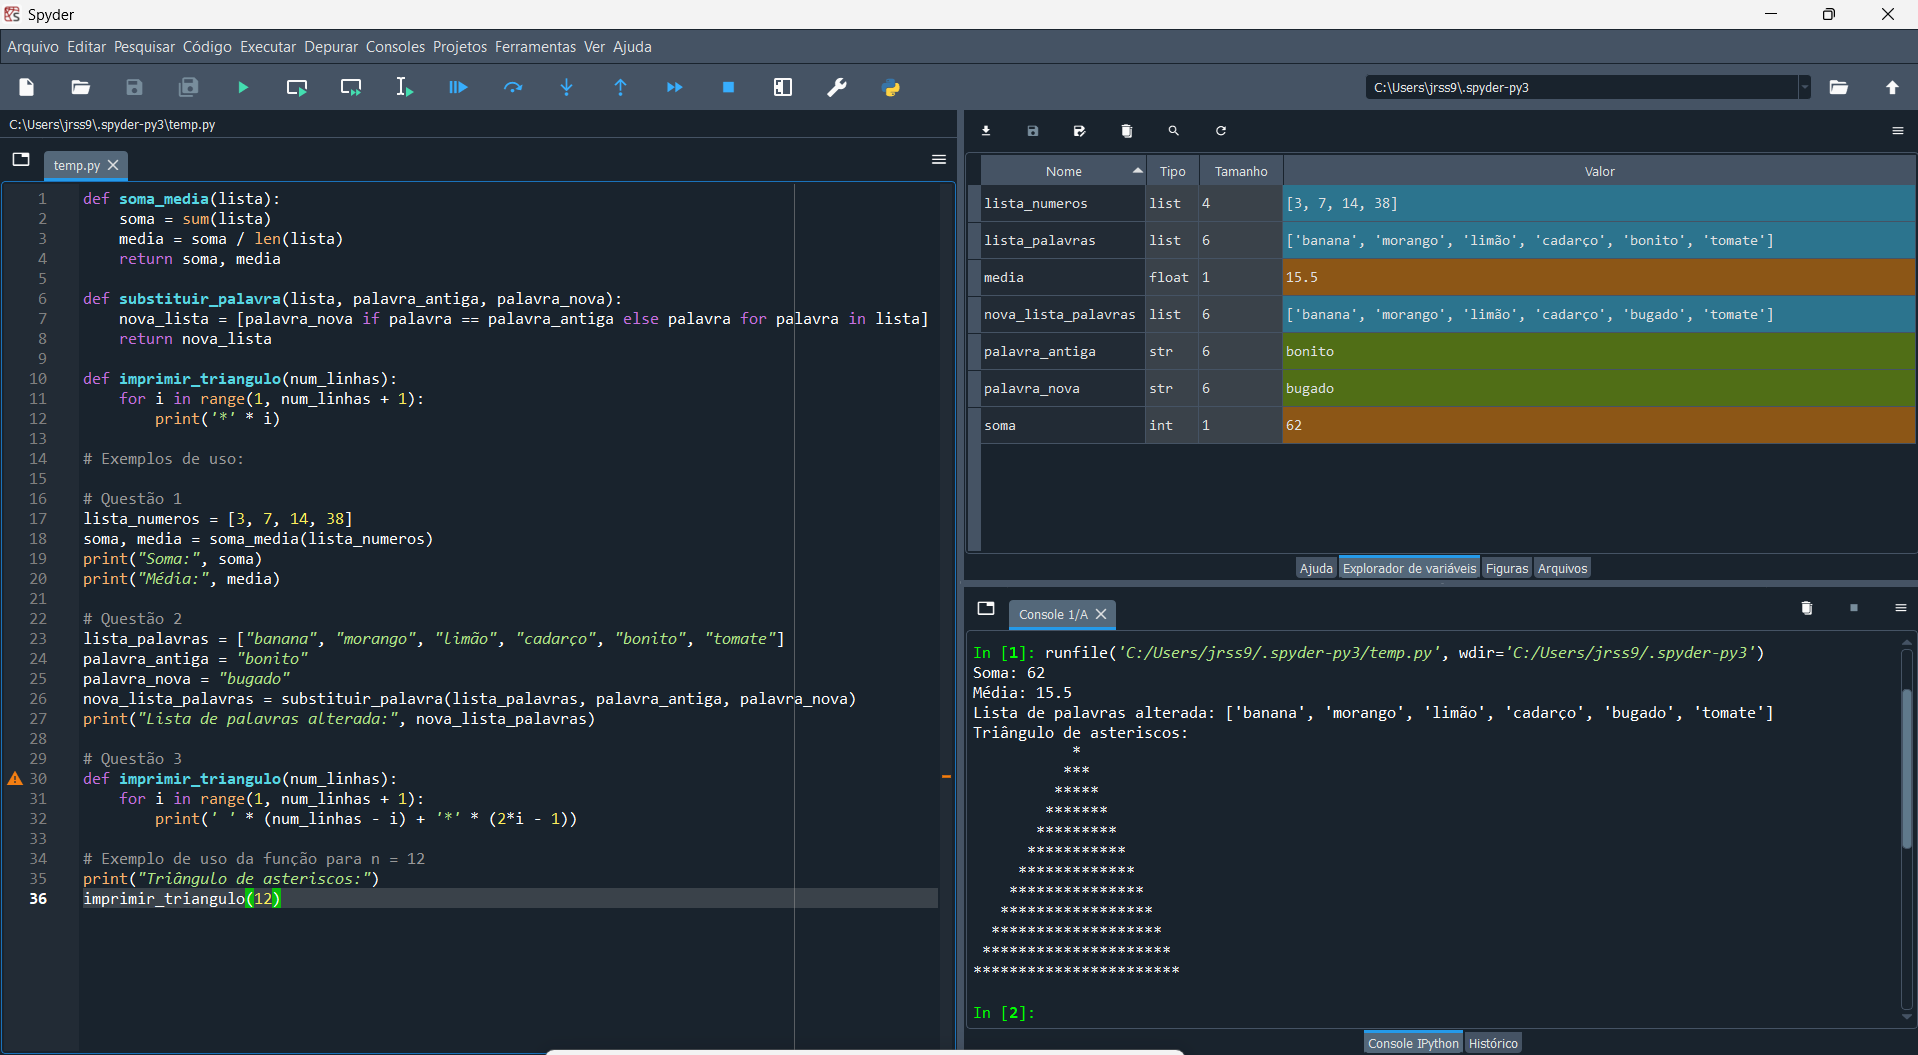 Spyder
Arquivo Editar Pesquisar Código Executar Depurar Consoles Projetos Ferramentas Ver Ajuda
C:\Users\jrss9\.spyder-py3
C:\Users\jrss9\.spyder-py3\temp.py
temp.py
1 def soma_media(lista):
2     soma = sum(lista)
3     media = soma / len(lista)
4     return soma, media
5
6 def substituir_palavra(lista, palavra_antiga, palavra_nova):
7     nova_lista = [palavra_nova if palavra == palavra_antiga else palavra for palavra in lista]
8     return nova_lista
9
10 def imprimir_triangulo(num_linhas):
11     for i in range(1, num_linhas + 1):
12         print('*' * i)
13
14 # Exemplos de uso:
15
16 # Questão 1
17 lista_numeros = [3, 7, 14, 38]
18 soma, media = soma_media(lista_numeros)
19 print("Soma:", soma)
20 print("Média:", media)
21
22 # Questão 2
23 lista_palavras = ["banana", "morango", "limão", "cadarço", "bonito", "tomate"]
24 palavra_antiga = "bonito"
25 palavra_nova = "bugado"
26 nova_lista_palavras = substituir_palavra(lista_palavras, palavra_antiga, palavra_nova)
27 print("Lista de palavras alterada:", nova_lista_palavras)
28
29 # Questão 3
30 def imprimir_triangulo(num_linhas):
31     for i in range(1, num_linhas + 1):
32         print(' ' * (num_linhas - i) + '*' * (2*i - 1))
33
34 # Exemplo de uso da função para n = 12
35 print("Triângulo de asteriscos:")
36 imprimir_triangulo(12)
Nome Tipo Tamanho Valor
lista_numeros list 4 [3, 7, 14, 38]
lista_palavras list 6 ['banana', 'morango', 'limão', 'cadarço', 'bonito', 'tomate']
media float 1 15.5
nova_lista_palavras list 6 ['banana', 'morango', 'limão', 'cadarço', 'bugado', 'tomate']
palavra_antiga str 6 bonito
palavra_nova str 6 bugado
soma int 1 62
Ajuda Explorador de variáveis Figuras Arquivos
Console 1/A
In [1]: runfile('C:/Users/jrss9/.spyder-py3/temp.py', wdir='C:/Users/jrss9/.spyder-py3')
Soma: 62
Média: 15.5
Lista de palavras alterada: ['banana', 'morango', 'limão', 'cadarço', 'bugado', 'tomate']
Triângulo de asteriscos:
           *
          ***
         *****
        *******
       *********
      ***********
     *************
    ***************
   *****************
  *******************
 *********************
***********************
In [2]:
Console IPython Histórico